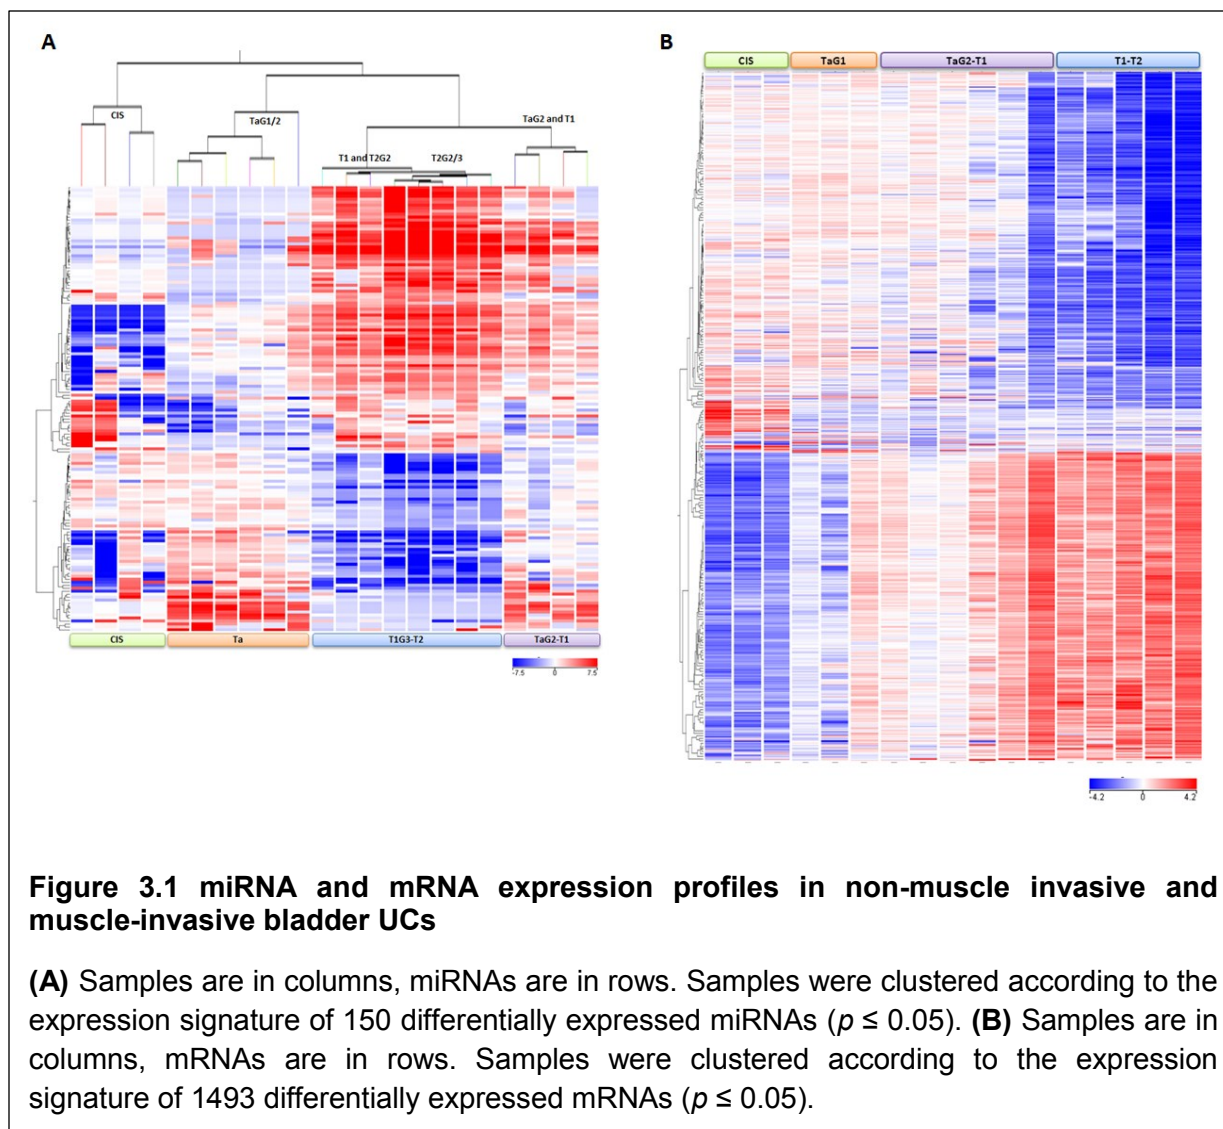 A
B
CIS
TaG1/2
TaG2 and T1
T1 and T2G2
T2G2/3
CIS
Ta
T1G3-T2
TaG2-T1
-7.5
0
7.5
CIS
TaG1
TaG2-T1
T1-T2
-4.2
0
4.2
Figure 3.1 miRNA and mRNA expression profiles in non-muscle invasive and
muscle-invasive bladder UCs
(A) Samples are in columns, miRNAs are in rows. Samples were clustered according to the
expression signature of 150 differentially expressed miRNAs (p ≤ 0.05). (B) Samples are in
columns, mRNAs are in rows. Samples were clustered according to the expression
signature of 1493 differentially expressed mRNAs (p ≤ 0.05).